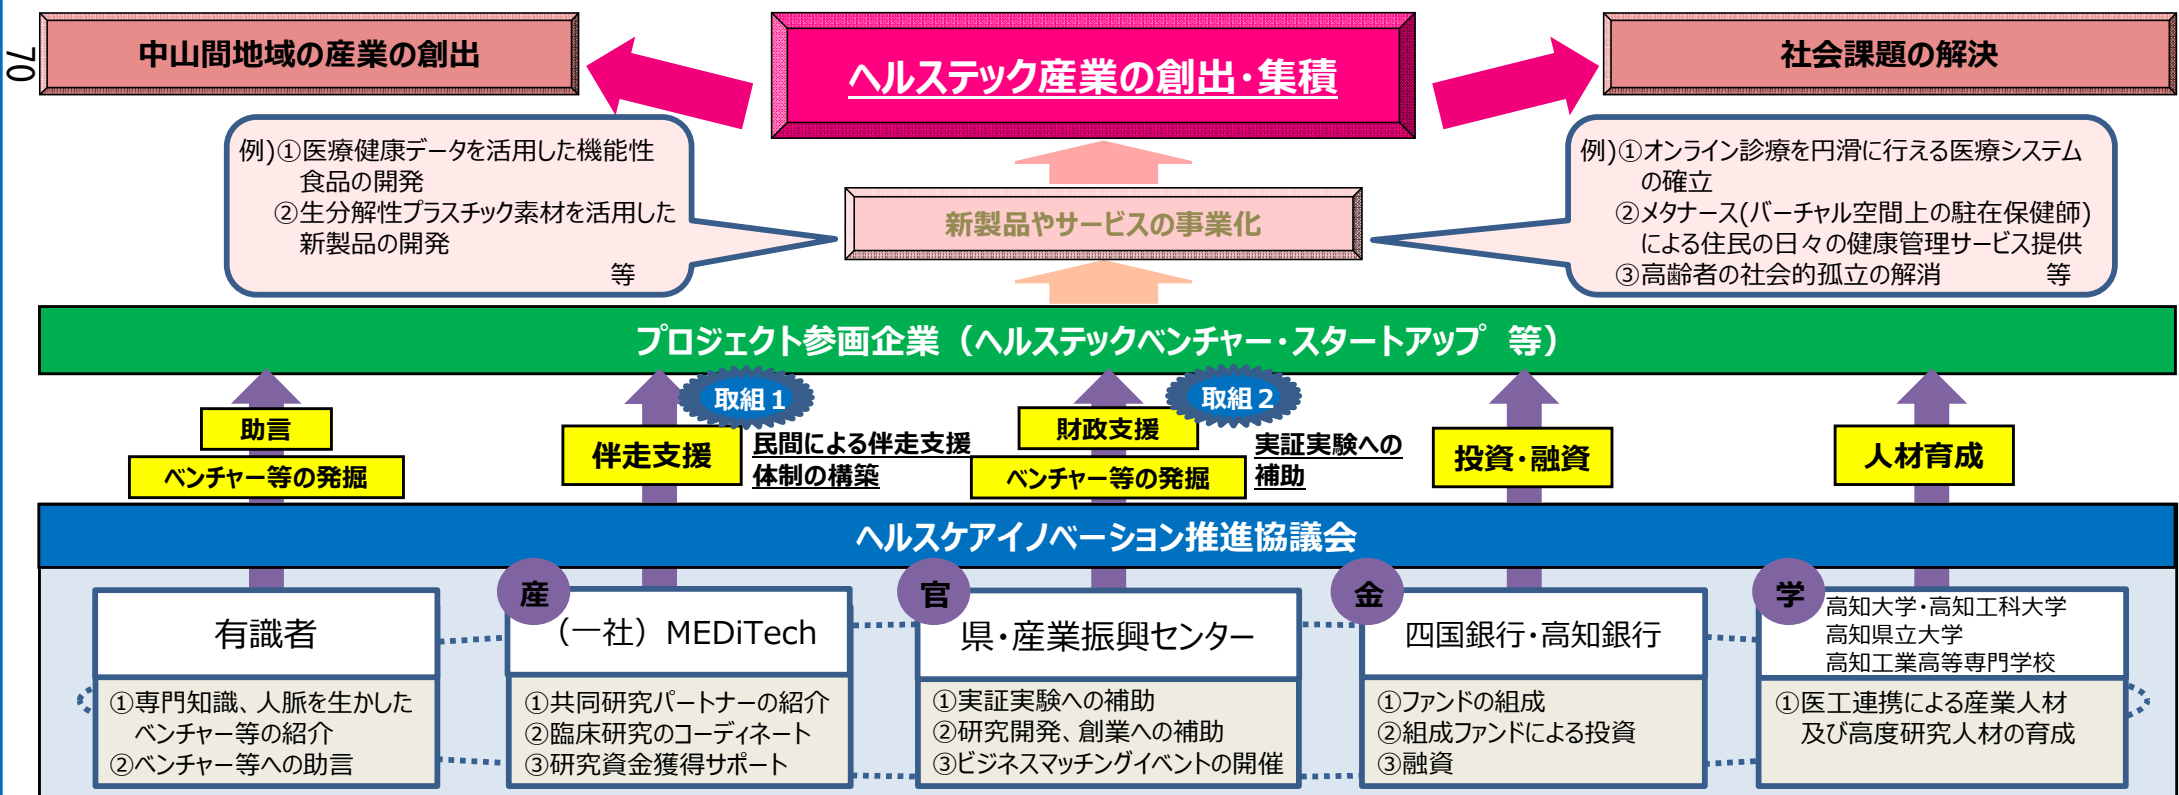 70
中山間地域の産業の創出
ヘルステック産業の創出・集積
社会課題の解決
例)①医療健康データを活用した機能性
食品の開発
②生分解性プラスチック素材を活用した
新製品の開発
等
新製品やサービスの事業化
例)①オンライン診療を円滑に行える医療システム
の確立
②メタナース(バーチャル空間上の駐在保健師)
による住民の日々の健康管理サービス提供
③高齢者の社会的孤立の解消 等
プロジェクト参画企業（ヘルステックベンチャー・スタートアップ 等）
助言
ベンチャー等の発掘
取組１
伴走支援
民間による伴走支援
体制の構築
取組２
財政支援
ベンチャー等の発掘
実証実験への
補助
投資・融資
人材育成
ヘルスケアイノベーション推進協議会
有識者
①専門知識、人脈を生かした
ベンチャー等の紹介
②ベンチャー等への助言
産
（一社）MEDiTech
①共同研究パートナーの紹介
②臨床研究のコーディネート
③研究資金獲得サポート
官
県・産業振興センター
①実証実験への補助
②研究開発、創業への補助
③ビジネスマッチングイベントの開催
金
四国銀行・高知銀行
①ファンドの組成
②組成ファンドによる投資
③融資
学
高知大学・高知工科大学
高知県立大学
高知工業高等専門学校
①医工連携による産業人材
及び高度研究人材の育成